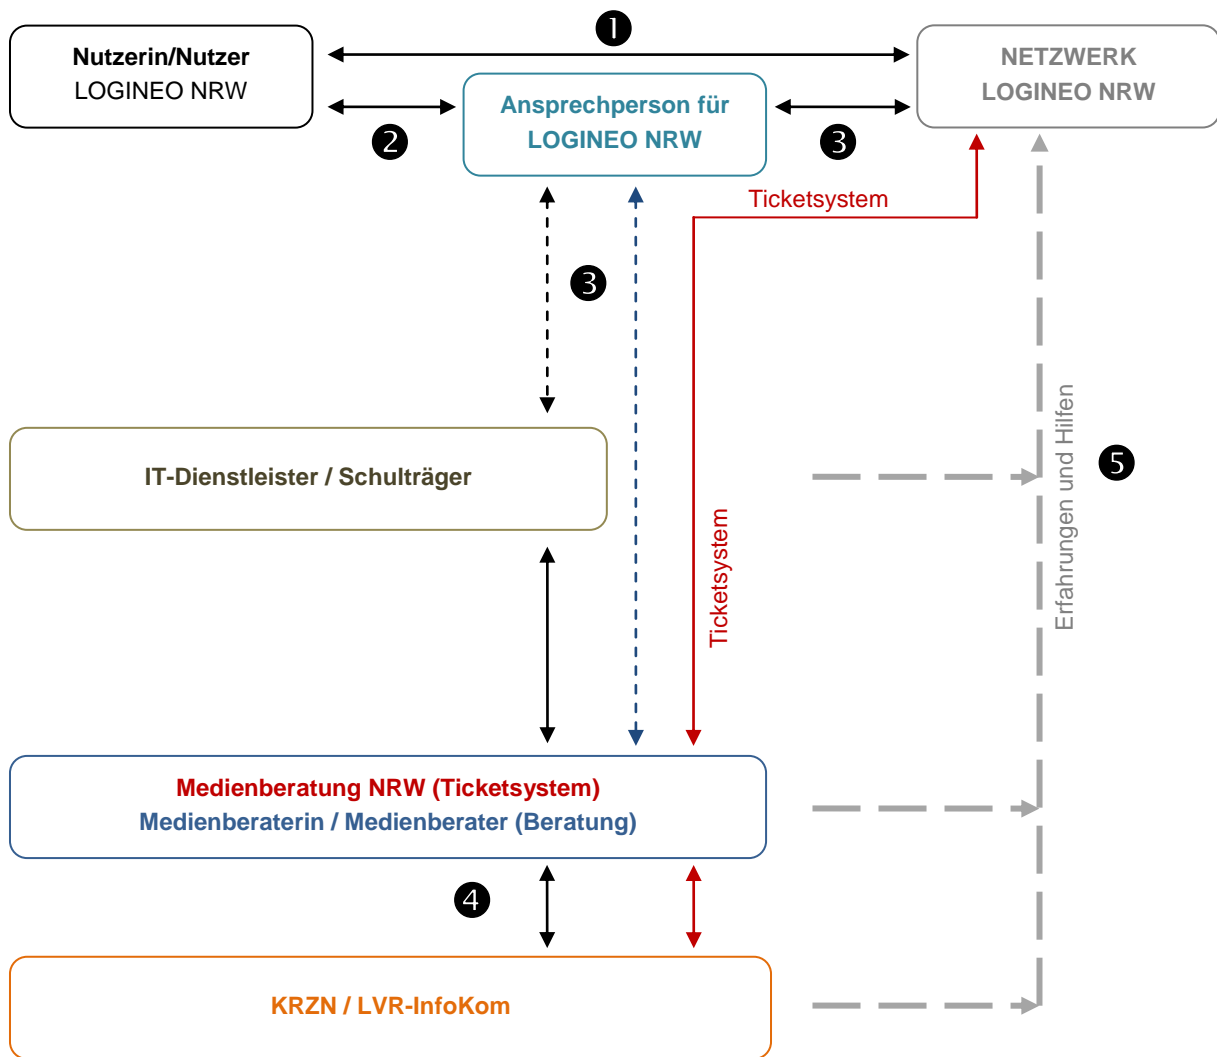 ❶
Nutzerin/Nutzer
LOGINEO NRW
NETZWERK
LOGINEO NRW
Ansprechperson für
LOGINEO NRW
❷
❸
Ticketsystem
❸
Erfahrungen und Hilfen
❺
IT-Dienstleister / Schulträger
Ticketsystem
Medienberatung NRW (Ticketsystem)
Medienberaterin / Medienberater (Beratung)
❹
KRZN / LVR-InfoKom